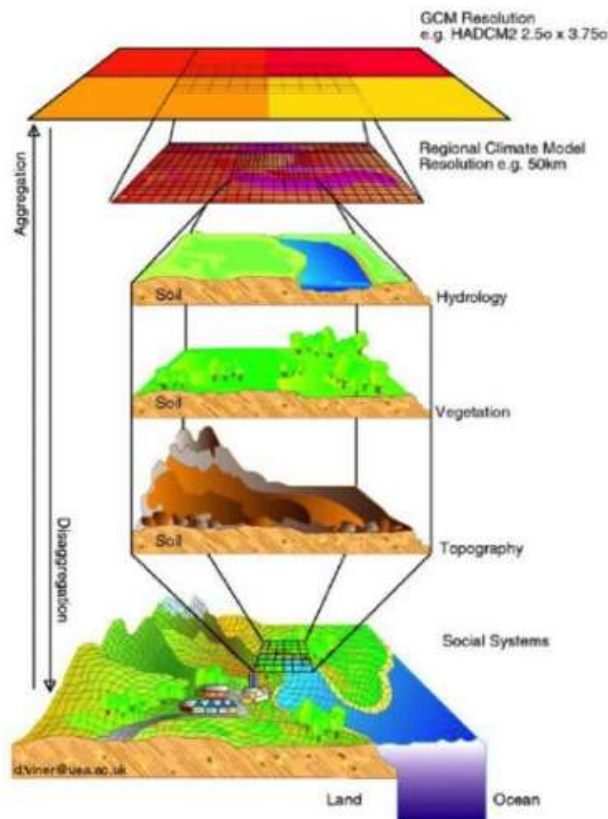 GCM Resolution
e.g. HADCM2 2.5o x 3.75o
Regional Climate Model
Resolution e.g. 50km
Aggregation
Soil
Hydrology
Soil
Vegetation
Soil
Topography
Disaggregation
Social Systems
d.viner@uea.ac.uk
Land
Ocean